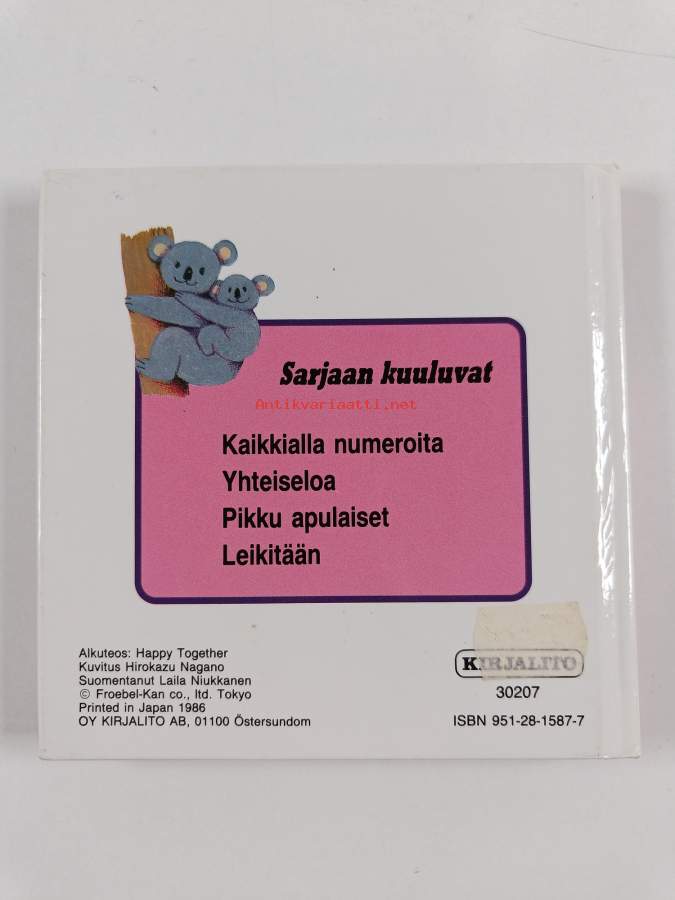 Sarjaan kuuluvat
Antikvariaatti.net
Kaikkialla numeroita
Yhteiseloa
Pikku apulaiset
Leikitään
Alkuteos: Happy Together
Kuvitus Hirokazu Nagano
Suomentanut Laila Niukkanen
© Froebel-Kan co., ltd. Tokyo
Printed in Japan 1986
OY KIRJALITO AB, 01100 Östersundom
KIRJALITO
30207
ISBN 951-28-1587-7